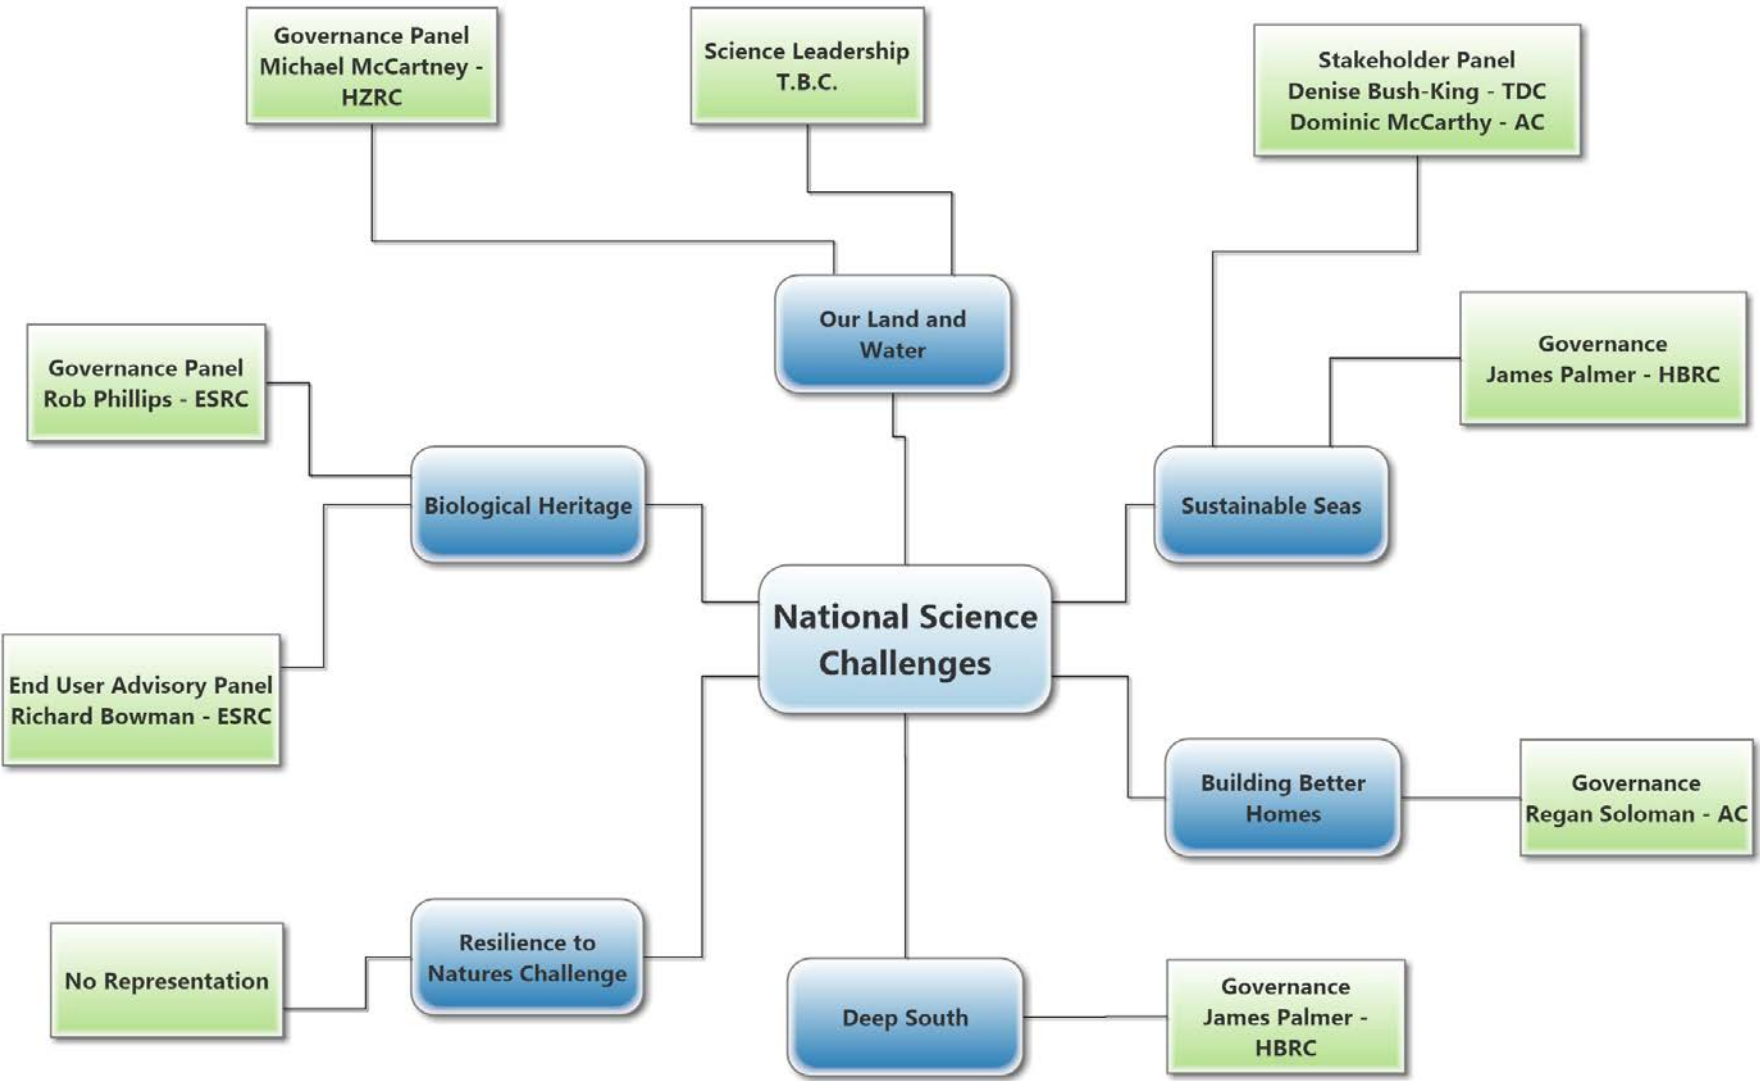 Governance Panel
Michael McCartney -
HZRC
Science Leadership
T.B.C.
Stakeholder Panel
Denise Bush-King - TDC
Dominic McCarthy - AC
Our Land and
Water
Governance
James Palmer - HBRC
Governance Panel
Rob Phillips - ESRC
Biological Heritage
Sustainable Seas
National Science
Challenges
End User Advisory Panel
Richard Bowman - ESRC
Building Better
Homes
Governance
Regan Soloman - AC
Resilience to
Natures Challenge
No Representation
Deep South
Governance
James Palmer -
HBRC